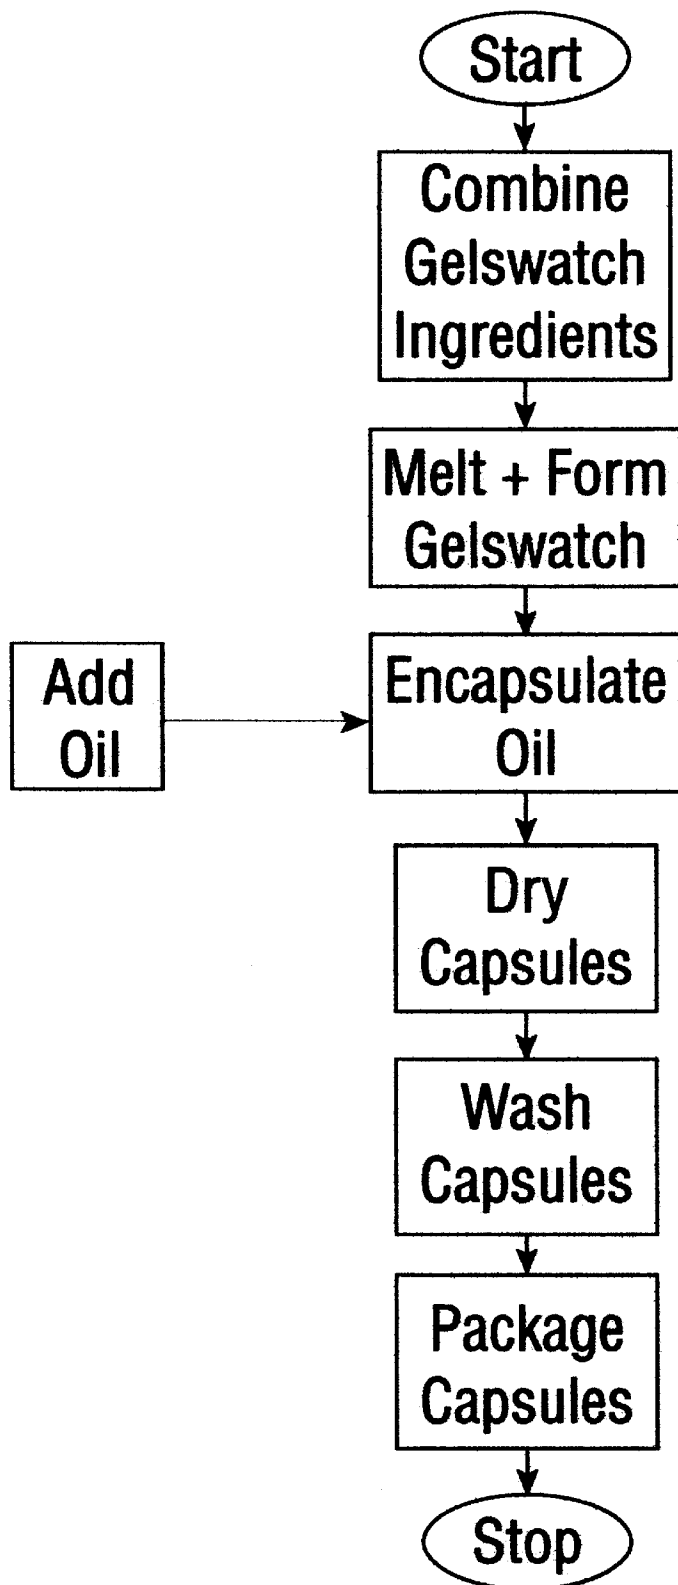 Start
Combine
Gelswatch
Ingredients
Melt + Form
Gelswatch
Add
Oil
Encapsulate
Oil
Dry
Capsules
Wash
Capsules
Package
Capsules
Stop